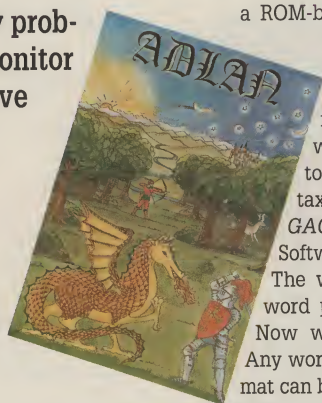 prob-
onitor
ve
ADLAN
a ROM-b
w
to
tax
GAC
Softw
The v
word p
Now w
Any wor
mat can b